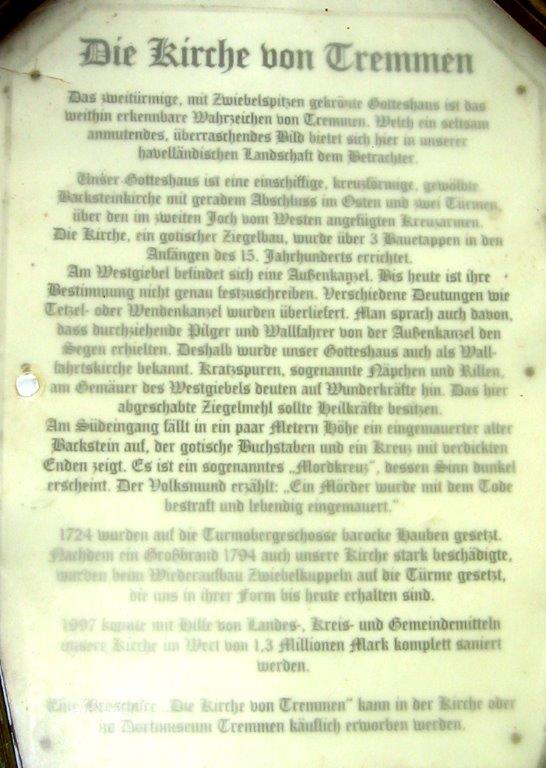 Die Kirche von Tremmen
Das zweitürmige, mit Zwiebelspitzen gekrönte Gotteshaus ist das
weithin erkennbare Wahrzeichen von Tremmen. Welch ein seltsam
anmutendes, überraschendes Bild bietet sich hier in unserer
havelländischen Landschaft dem Betrachter.
Unser Gotteshaus ist eine einschiffige, kreuzförmige, gewölbte
Backsteinkirche mit geradem Abschluss im Osten und zwei Türmen,
über den im zweiten Joch vom Westen angefügten Kreuzarmen.
Die Kirche, ein gotischer Ziegelbau, wurde über 3 Bauetappen in den
Anfängen des 15. Jahrhunderts errichtet.
Am Westgiebel befindet sich eine Außenkanzel. Bis heute ist ihre
Bestimmung nicht genau festzuschreiben. Verschiedene Deutungen wie
Tetzel- oder Wendenkanzel wurden überliefert. Man sprach auch davon,
dass durchziehende Pilger und Wallfahrer von der Außenkanzel den
Segen erhielten. Deshalb wurde unser Gotteshaus auch als Wall-
fahrtskirche bekannt. Kratzspuren, sogenannte Näpchen und Rillen,
am Gemäuer des Westgiebels deuten auf Wunderkräfte hin. Das hier
abgeschabte Ziegelmehl sollte Heilkräfte besitzen.
Am Südeingang fällt in ein paar Metern Höhe ein eingemauerter alter
Backstein auf, der gotische Buchstaben und ein Kreuz mit verdickten
Enden zeigt. Es ist ein sogenanntes „Mordkreuz", dessen Sinn dunkel
erscheint. Der Volksmund erzählt: „Ein Mörder wurde mit dem Tode
bestraft und lebendig eingemauert."
1724 wurden auf die Turmobergeschosse barocke Hauben gesetzt.
Nachdem ein Großbrand 1794 auch unsere Kirche stark beschädigte,
wurden beim Wiederaufbau Zwiebelkuppeln auf die Türme gesetzt,
die uns in ihrer Form bis heute erhalten sind.
1997 konnte mit Hilfe von Landes-, Kreis- und Gemeindemitteln
unsere Kirche im Wert von 1,3 Millionen Mark komplett saniert
werden.
Eine Broschüre „Die Kirche von Tremmen" kann in der Kirche oder
im Dorfmuseum Tremmen käuflich erworben werden.